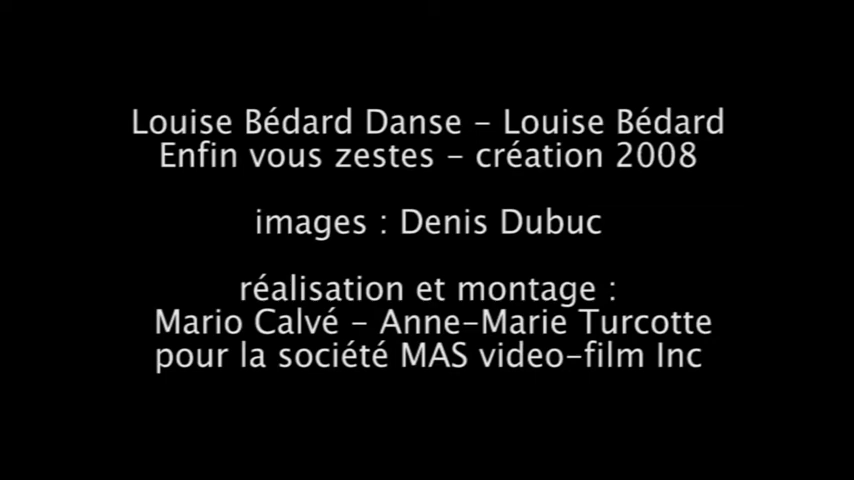 Louise Bédard Danse - Louise Bédard
Enfin vous zestes - création 2008
images : Denis Dubuc
réalisation et montage :
Mario Calvé - Anne-Marie Turcotte
pour la société MAS video-film Inc